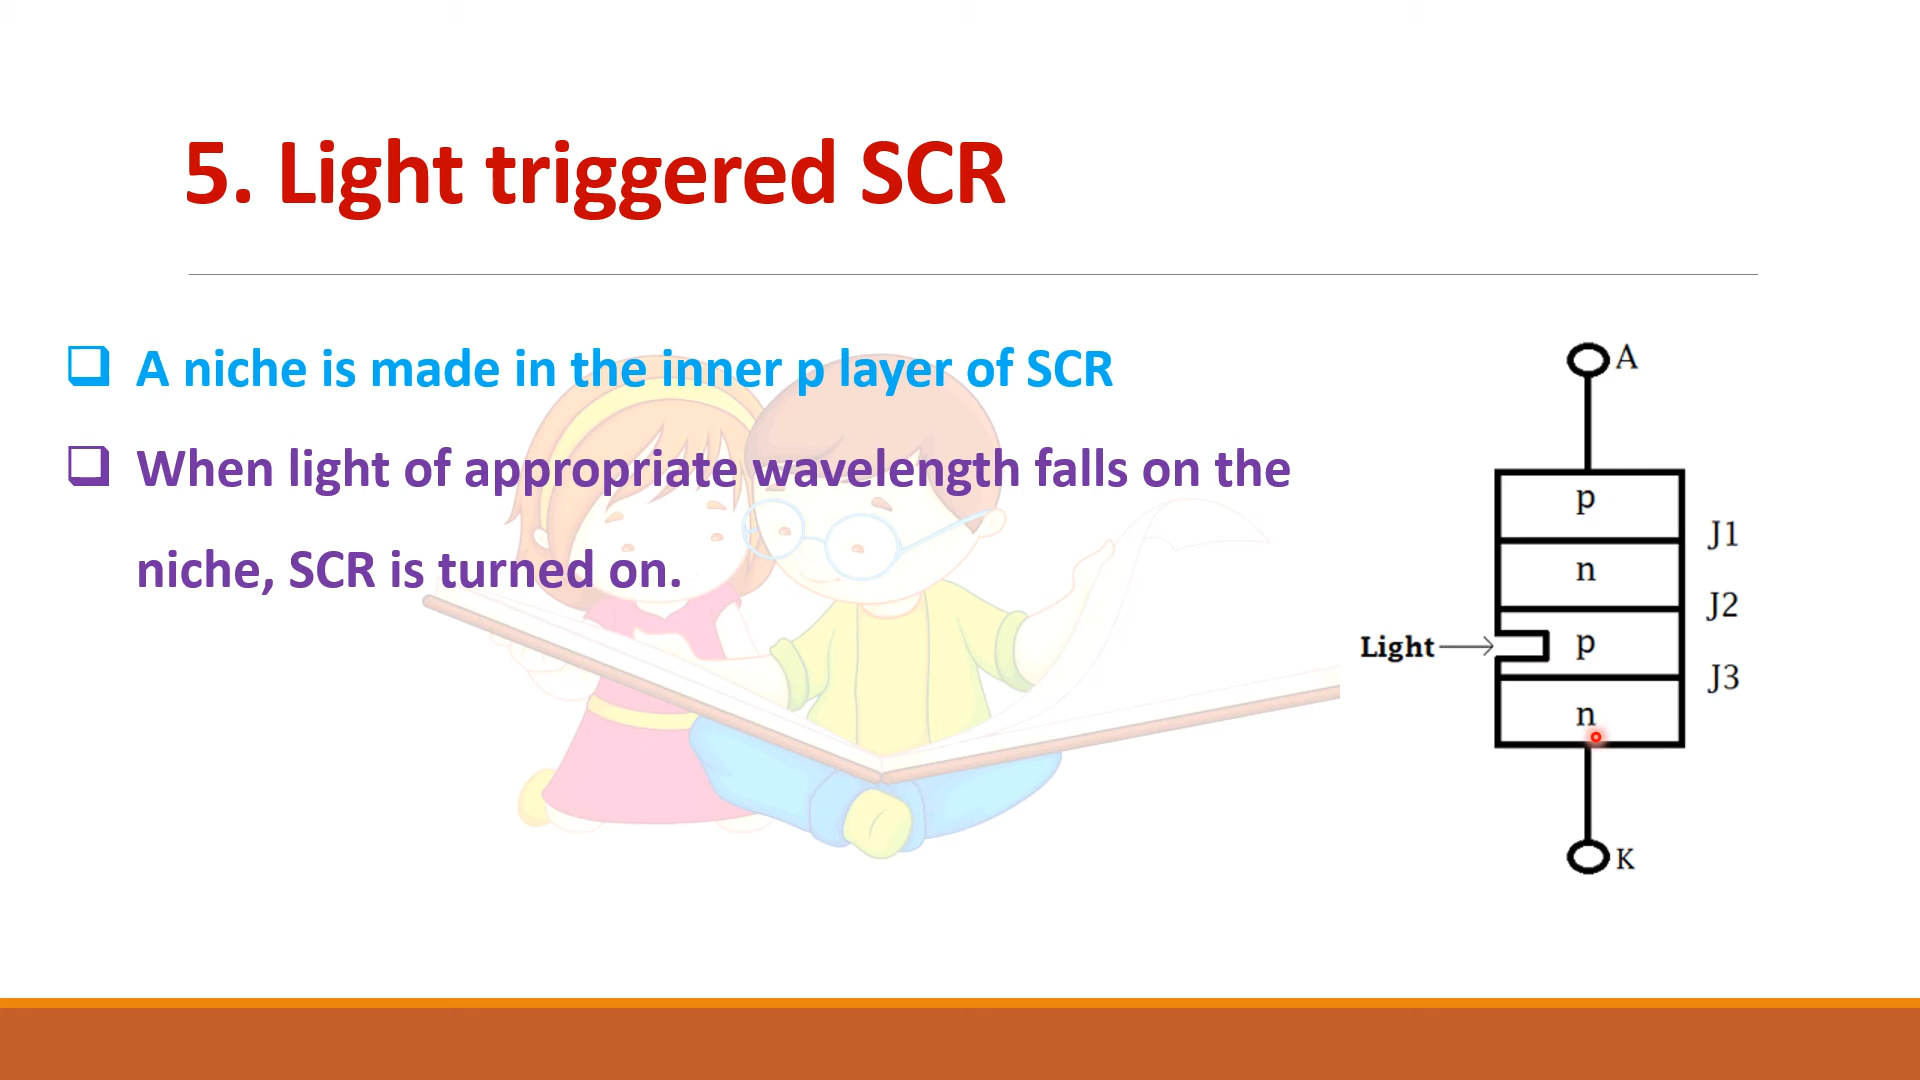 5. Light triggered SCR
A niche is made in the inner p layer of SCR
When light of appropriate wavelength falls on the
niche, SCR is turned on.
A
p
J1
n
J2
Light
p
J3
n
K